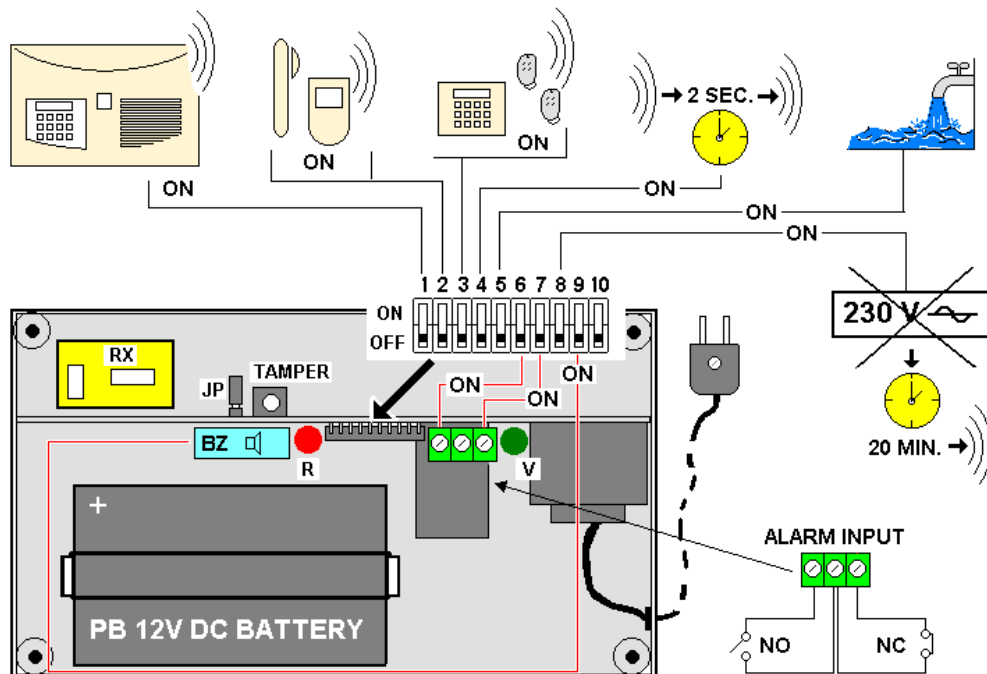 → 2 SEC. →
ON
ON
ON
ON
ON
ON
1 2 3 4 5 6 7 8 9 10
ON
OFF
230 V
20 MIN.
RX
JP
TAMPER
ON
ON
ON
BZ
R
V
+
PB 12V DC BATTERY
ALARM INPUT
NO
NC